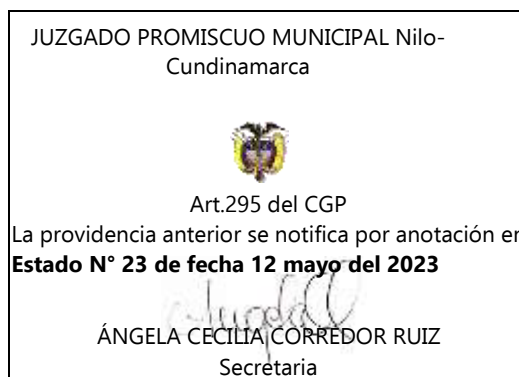 JUZGADO PROMISCUO MUNICIPAL Nilo-
Cundinamarca
Art.295 del CGP
La providencia anterior se notifica por anotación en
Estado N° 23 de fecha 12 mayo del 2023
ÁNGELA CECILIA CORREDOR RUIZ
Secretaria